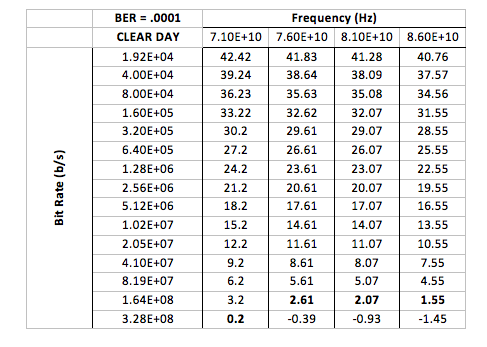 BER = .0001 Frequency (Hz)
CLEAR DAY 7.10E+10 7.60E+10 8.10E+10 8.60E+10
Bit Rate (b/s)
1.92E+04 42.42 41.83 41.28 40.76
4.00E+04 39.24 38.64 38.09 37.57
8.00E+04 36.23 35.63 35.08 34.56
1.60E+05 33.22 32.62 32.07 31.55
3.20E+05 30.2 29.61 29.07 28.55
6.40E+05 27.2 26.61 26.07 25.55
1.28E+06 24.2 23.61 23.07 22.55
2.56E+06 21.2 20.61 20.07 19.55
5.12E+06 18.2 17.61 17.07 16.55
1.02E+07 15.2 14.61 14.07 13.55
2.05E+07 12.2 11.61 11.07 10.55
4.10E+07 9.2 8.61 8.07 7.55
8.19E+07 6.2 5.61 5.07 4.55
1.64E+08 3.2 2.61 2.07 1.55
3.28E+08 0.2 -0.39 -0.93 -1.45